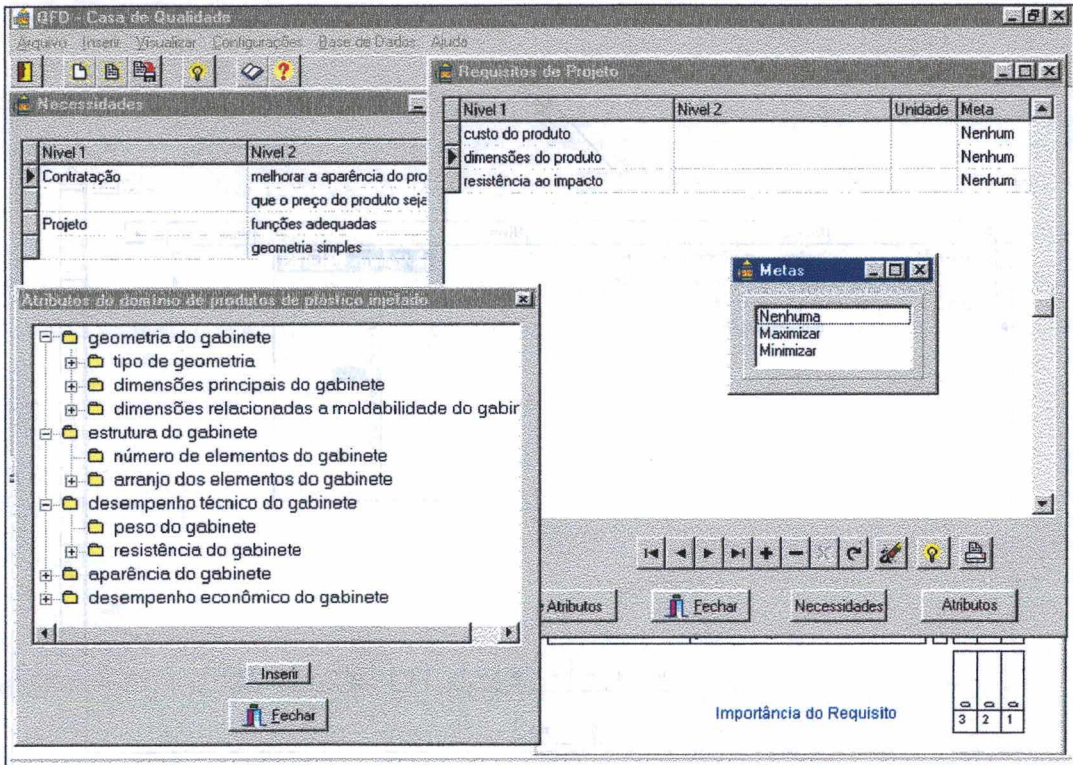 QFD - Casa de Qualidade
Arquivo Inserir Visualizar Configurações Base de Dados Ajuda
Necessidades
Nivel 1 Nivel 2
Contratação melhorar a aparência do pro
que o preço do produto seja
Projeto funções adequadas
geometria simples
Requisitos de Projeto
Nivel 1 Nivel 2 Unidade Meta
custo do produto Nenhum
dimensões do produto Nenhum
resistência ao impacto Nenhum
Metas
Nenhuma
Maximizar
Minimizar
Atributos do domínio de produtos de plástico injetado
geometria do gabinete
tipo de geometria
dimensões principais do gabinete
dimensões relacionadas a moldabilidade do gabir
estrutura do gabinete
número de elementos do gabinete
arranjo dos elementos do gabinete
desempenho técnico do gabinete
peso do gabinete
resistência do gabinete
aparência do gabinete
desempenho econômico do gabinete
Inserir
Fechar
Atributos Fechar Necessidades Atributos
Importância do Requisito
0 0 0
3 2 1